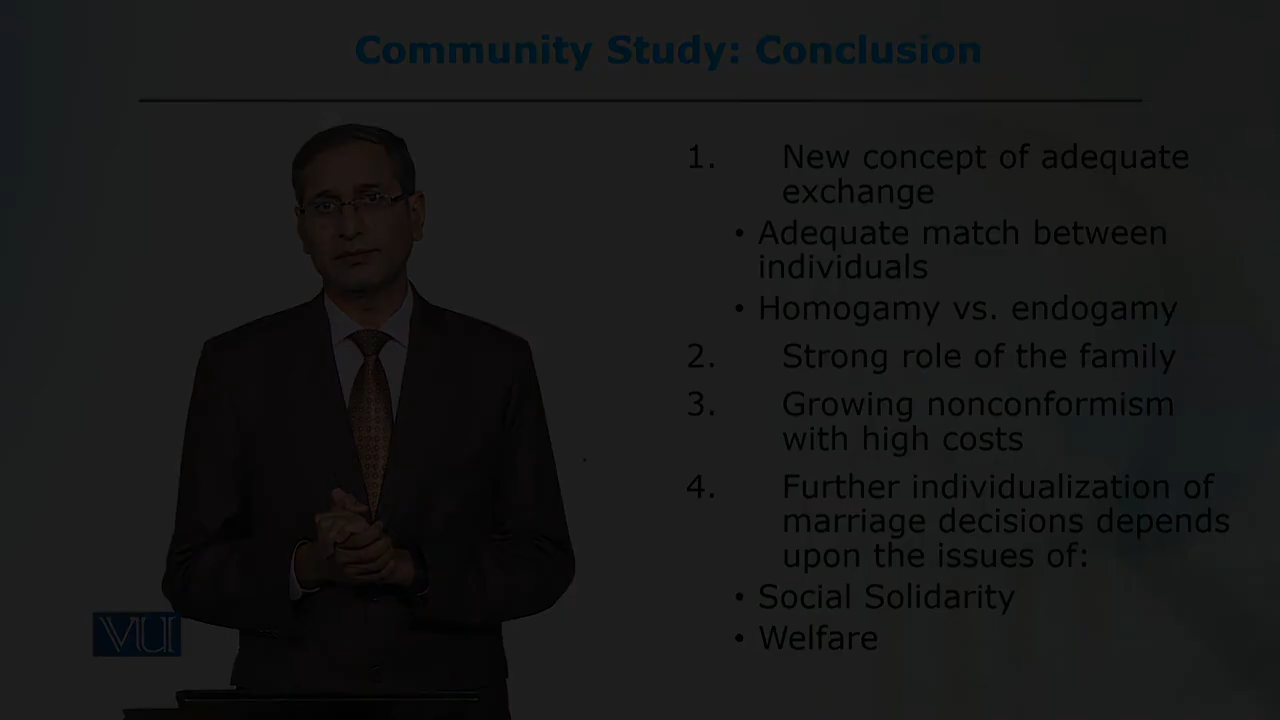 Community Study: Conclusion
1. New concept of adequate
exchange
• Adequate match between
individuals
• Homogamy vs. endogamy
2. Strong role of the family
3. Growing nonconformism
with high costs
4. Further individualization of
marriage decisions depends
upon the issues of:
• Social Solidarity
• Welfare
VU